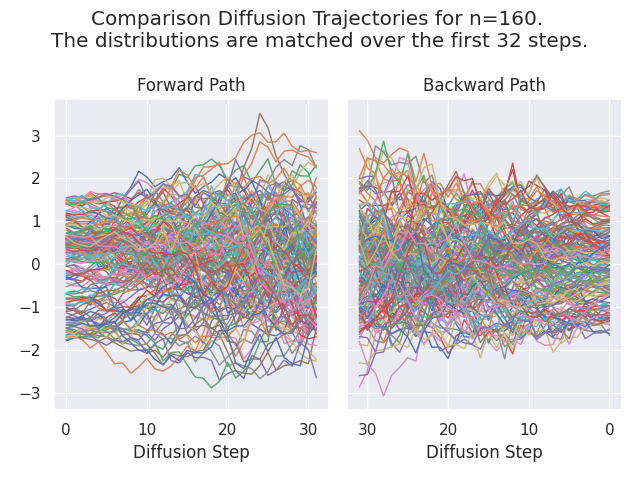 Comparison Diffusion Trajectories for n=160.
The distributions are matched over the first 32 steps.
Forward Path
Backward Path
3
2
1
0
−1
−2
−3
0
10
20
30
30
20
10
0
Diffusion Step
Diffusion Step